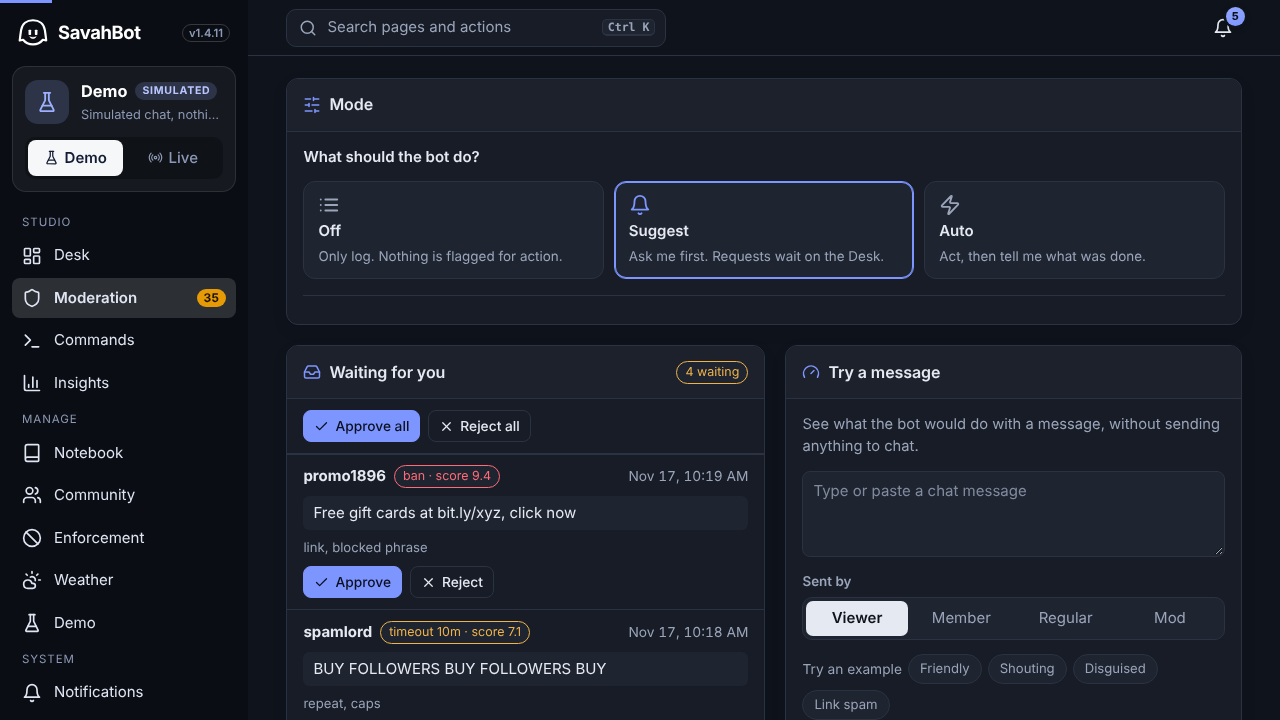 SavahBot
v1.4.11
Demo
SIMULATED
Simulated chat, nothi...
Demo
Live
STUDIO
Desk
Moderation
35
Commands
Insights
MANAGE
Notebook
Community
Enforcement
Weather
Demo
SYSTEM
Notifications
Search pages and actions
Ctrl K
5
Mode
What should the bot do?
Off
Only log. Nothing is flagged for action.
Suggest
Ask me first. Requests wait on the Desk.
Auto
Act, then tell me what was done.
Waiting for you
4 waiting
Approve all
Reject all
promo1896
ban · score 9.4
Nov 17, 10:19 AM
Free gift cards at bit.ly/xyz, click now
link, blocked phrase
Approve
Reject
spamlord
timeout 10m · score 7.1
Nov 17, 10:18 AM
BUY FOLLOWERS BUY FOLLOWERS BUY
repeat, caps
Try a message
See what the bot would do with a message, without sending
anything to chat.
Type or paste a chat message
Sent by
Viewer
Member
Regular
Mod
Try an example
Friendly
Shouting
Disguised
Link spam